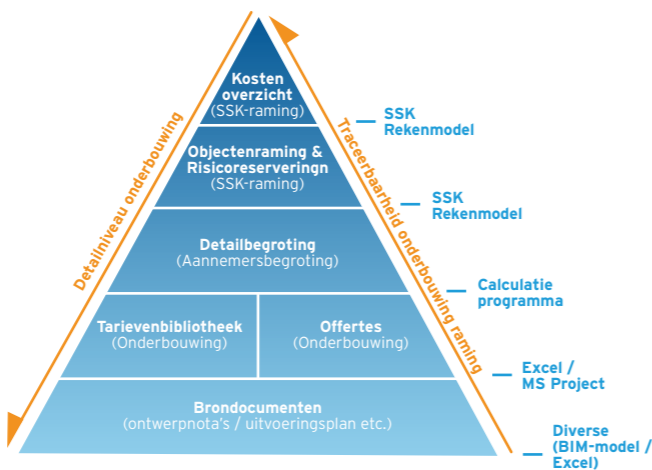 Kosten
overzicht
(SSK-raming)
SSK
Rekenmodel
Objectenraming &
Risicoreserveringn
(SSK-raming)
SSK
Rekenmodel
Detailbegroting
(Aannemersbegroting)
Calculatie
programma
Tarievenbibliotheek
(Onderbouwing)
Offertes
(Onderbouwing)
Excel /
MS Project
Brondocumenten
(ontwerpnota's / uitvoeringsplan etc.)
Diverse
(BIM-model /
Excel)
Detailniveau onderbouwing
Traceerbaarheid onderbouwing raming